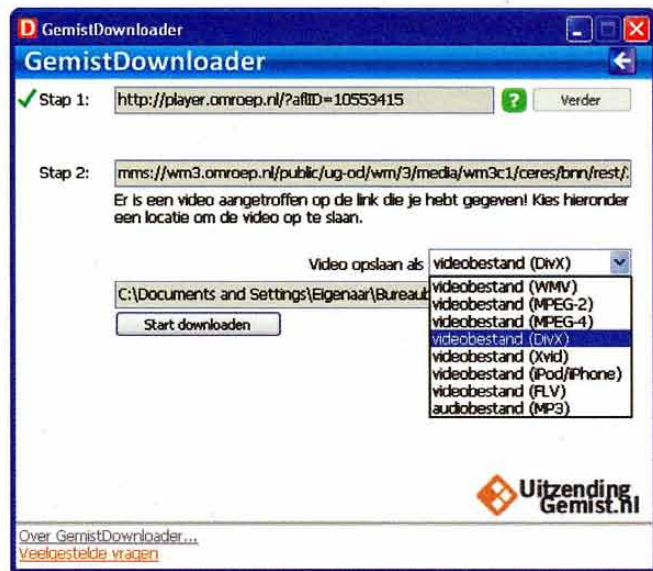 D GemistDownloader
GemistDownloader
Stap 1: http://player.omroep.nl/?aflID=10553415 ? Verder
Stap 2: mms://wm3.omroep.nl/public/ug-od/wm/3/media/wm3c1/ceres/bnn/rest/
Er is een video aangetroffen op de link die je hebt gegeven! Kies hieronder
een locatie om de video op te slaan.
Video opslaan als videobestand (DivX)
C:\Documents and Settings\Eigenaar\Bureaub
videobestand (WMV)
videobestand (MPEG-2)
videobestand (MPEG-4)
videobestand (DivX)
videobestand (Xvid)
videobestand (iPod/iPhone)
videobestand (FLV)
audiobestand (MP3)
Start downloaden
Uitzending
Gemist.nl
Over GemistDownloader...
Veelgestelde vragen